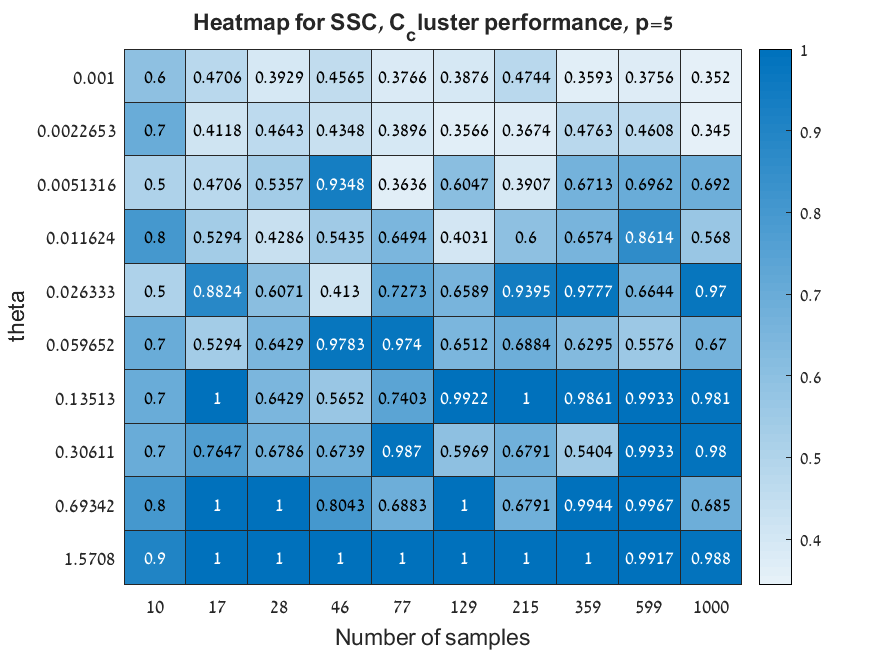 Heatmap for SSC, C_cluster performance, p=5
0.001 0.6 0.4706 0.3929 0.4565 0.3766 0.3876 0.4744 0.3593 0.3756 0.352
0.0022653 0.7 0.4118 0.4643 0.4348 0.3896 0.3566 0.3674 0.4763 0.4608 0.345
0.0051316 0.5 0.4706 0.5357 0.9348 0.3636 0.6047 0.3907 0.6713 0.6962 0.692
0.011624 0.8 0.5294 0.4286 0.5435 0.6494 0.4031 0.6 0.6574 0.8614 0.568
0.026333 0.5 0.8824 0.6071 0.413 0.7273 0.6589 0.9395 0.9777 0.6644 0.97
0.059652 0.7 0.5294 0.6429 0.9783 0.974 0.6512 0.6884 0.6295 0.5576 0.67
0.13513 0.7 1 0.6429 0.5652 0.7403 0.9922 1 0.9861 0.9933 0.981
0.30611 0.7 0.7647 0.6786 0.6739 0.987 0.5969 0.6791 0.5404 0.9933 0.98
0.69342 0.8 1 1 0.8043 0.6883 1 0.6791 0.9944 0.9967 0.685
1.5708 0.9 1 1 1 1 1 1 1 0.9917 0.988
10 17 28 46 77 129 215 359 599 1000
Number of samples
theta
1
0.9
0.8
0.7
0.6
0.5
0.4